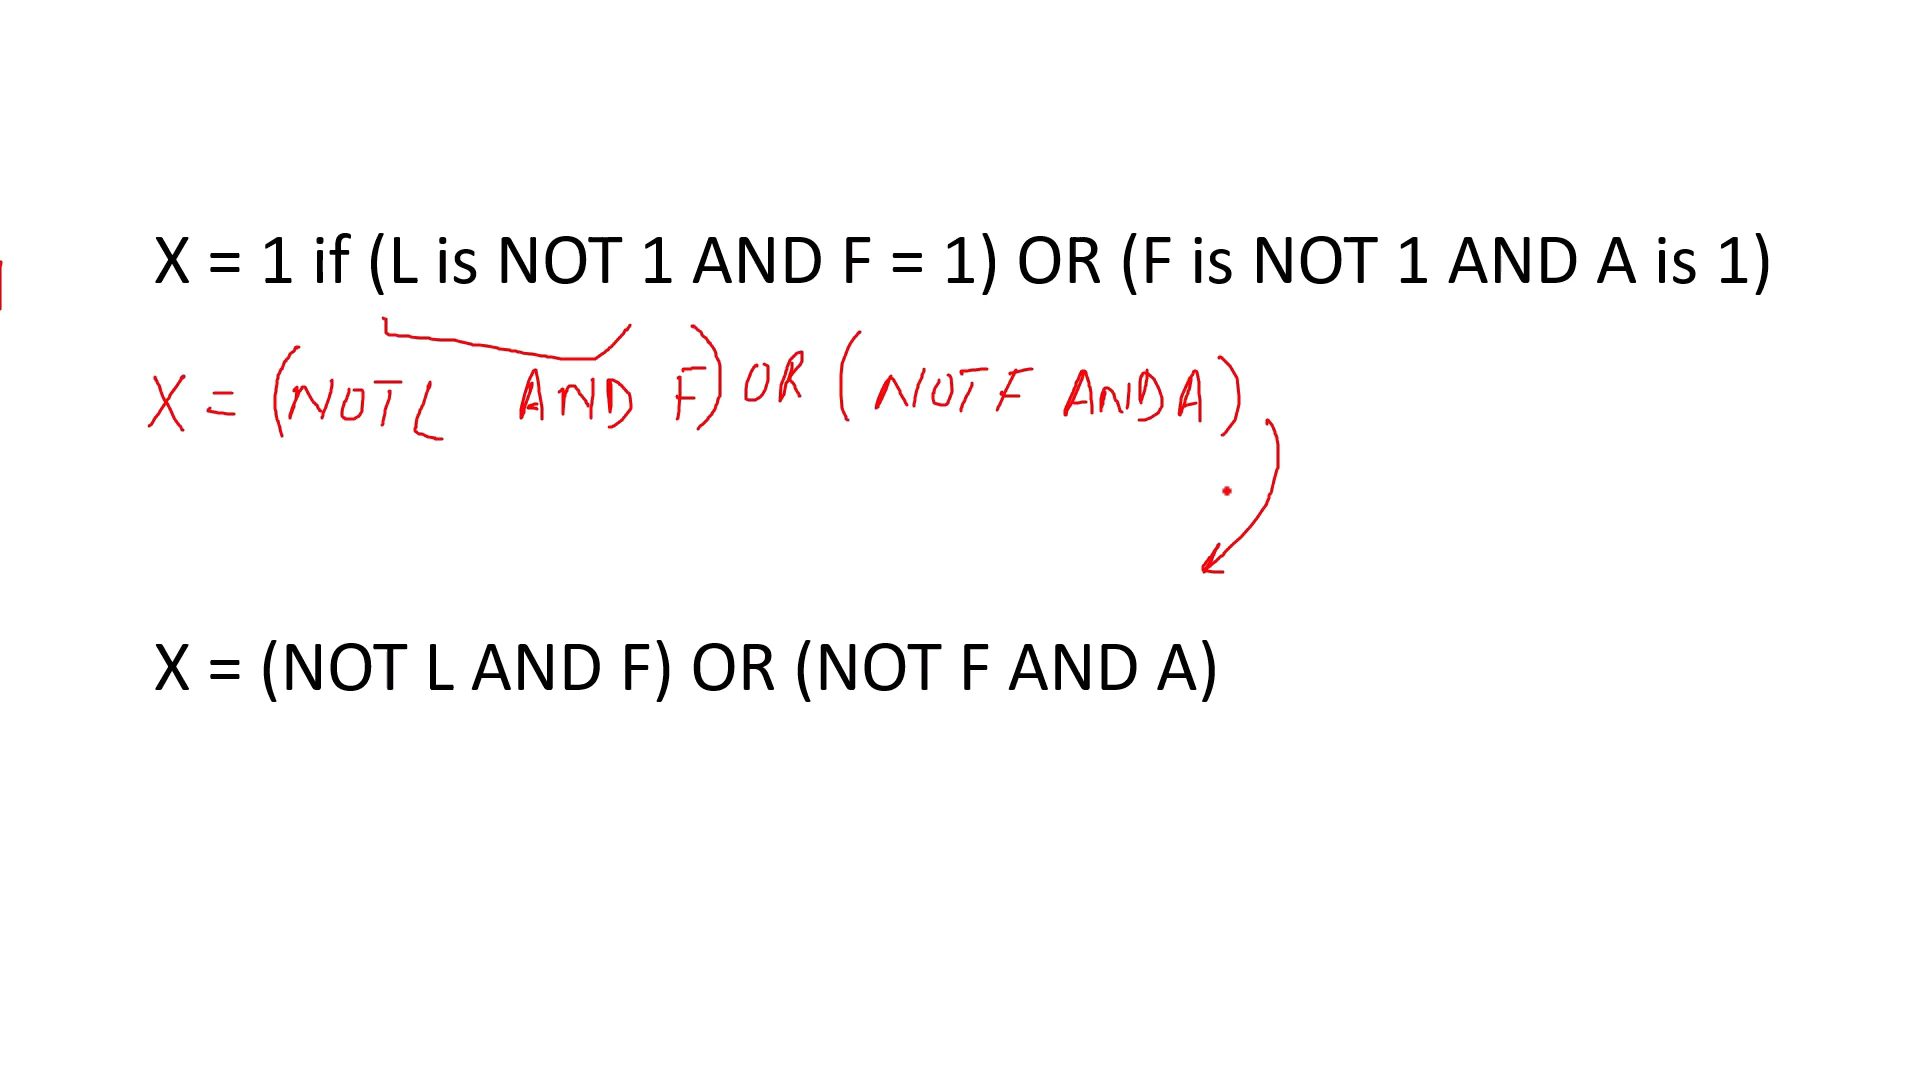 X = 1 if (L is NOT 1 AND F = 1) OR (F is NOT 1 AND A is 1)
X = (NOT L AND F) OR (NOT F AND A)
X = (NOT L AND F) OR (NOT F AND A)